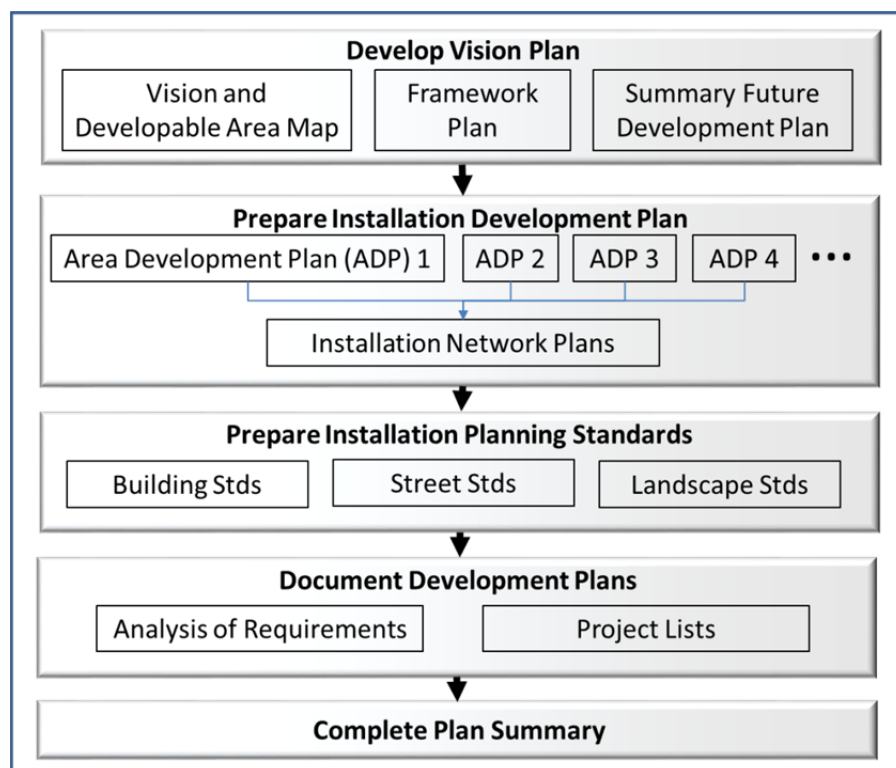 Develop Vision Plan
Vision and
Developable Area Map
Framework
Plan
Summary Future
Development Plan
Prepare Installation Development Plan
Area Development Plan (ADP) 1
ADP 2
ADP 3
ADP 4
•••
Installation Network Plans
Prepare Installation Planning Standards
Building Stds
Street Stds
Landscape Stds
Document Development Plans
Analysis of Requirements
Project Lists
Complete Plan Summary